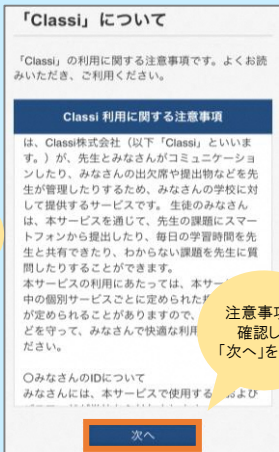 「Classi」について
「Classi」の利用に関する注意事項です。よくお読
みいただき、ご利用ください。
Classi 利用に関する注意事項
は、Classi株式会社（以下「Classi」といいま
す。）が、先生とみなさんがコミュニケーショ
ンしたり、みなさんの出欠席や提出物などを先
生が管理したりするため、みなさんの学校に対
して提供するサービスです。 生徒のみなさん
は、本サービスを通じて、先生の課題にスマー
トフォンから提出したり、毎日の学習時間を先
生と共有できたり、わからない課題を先生に質
問したりすることができます。
本サービスの利用にあたっては、本サー
中の個別サービスごとに定められた
が定められることがありますので、
どを守って、みなさんで快適な利用
ださい。
注意事項
確認し
「次へ」を
○みなさんのIDについて
みなさんには、本サービスで使用する および
次へ